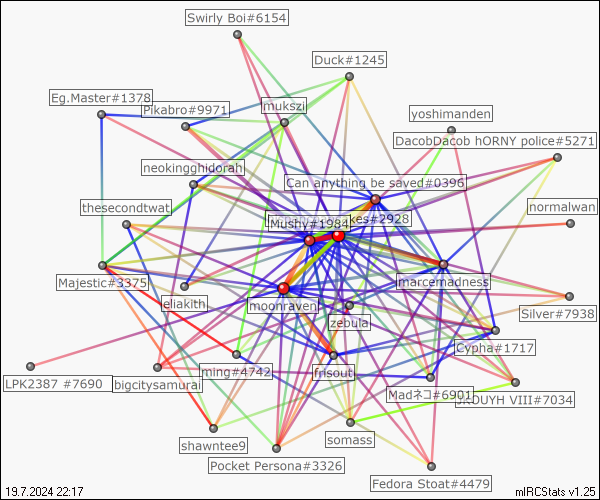 Swirly Boi#6154
Duck#1245
Eg.Master#1378
Pikabro#9971
mukszi
yoshimanden
DacobDacob hORNY police#5271
neokingghidorah
Can anything be saved#0396
thesecondtwat
normalwan
kes#2928
Mushy#1984
Majestic#3375
eliakith
moonraven
marcemadness
zebula
Silver#7938
Cypha#1717
frisout
ming#4742
LPK2387 #7690
bigcitysamurai
Madネコ#6901
OUYH VIII#7034
shawntee9
somass
Pocket Persona#3326
Fedora Stoat#4479
19.7.2024 22:17
mIRCStats v1.25